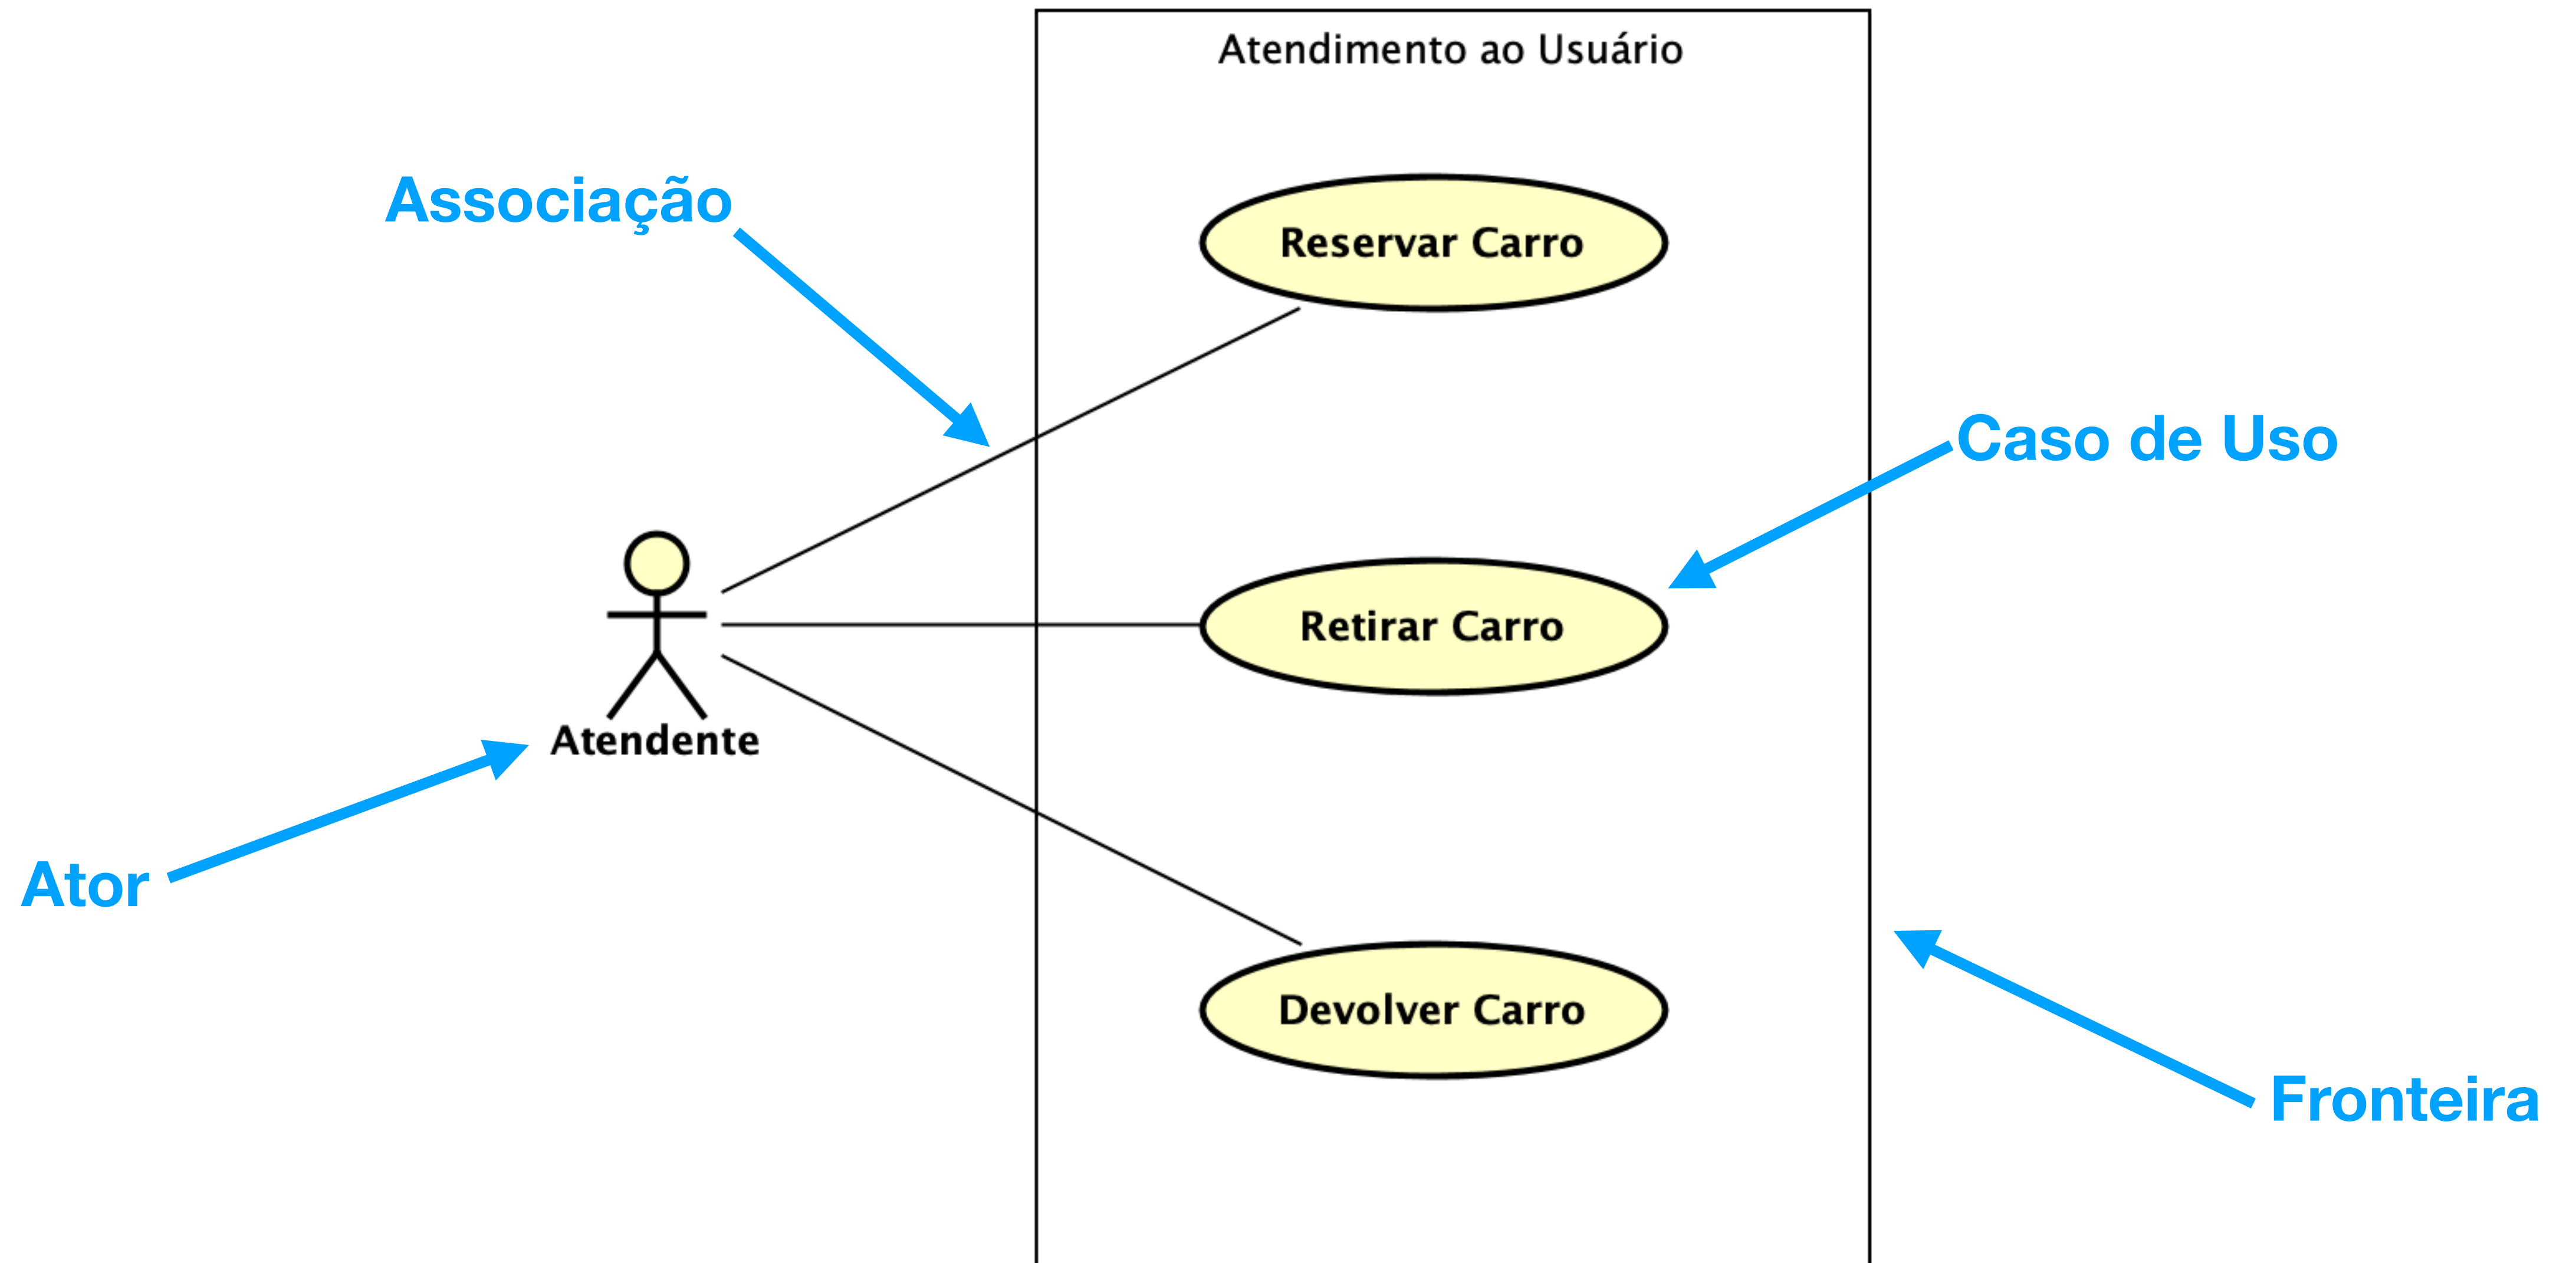 Atendimento ao Usuário
Associação
Reservar Carro
Caso de Uso
Retirar Carro
Atendente
Ator
Devolver Carro
Fronteira